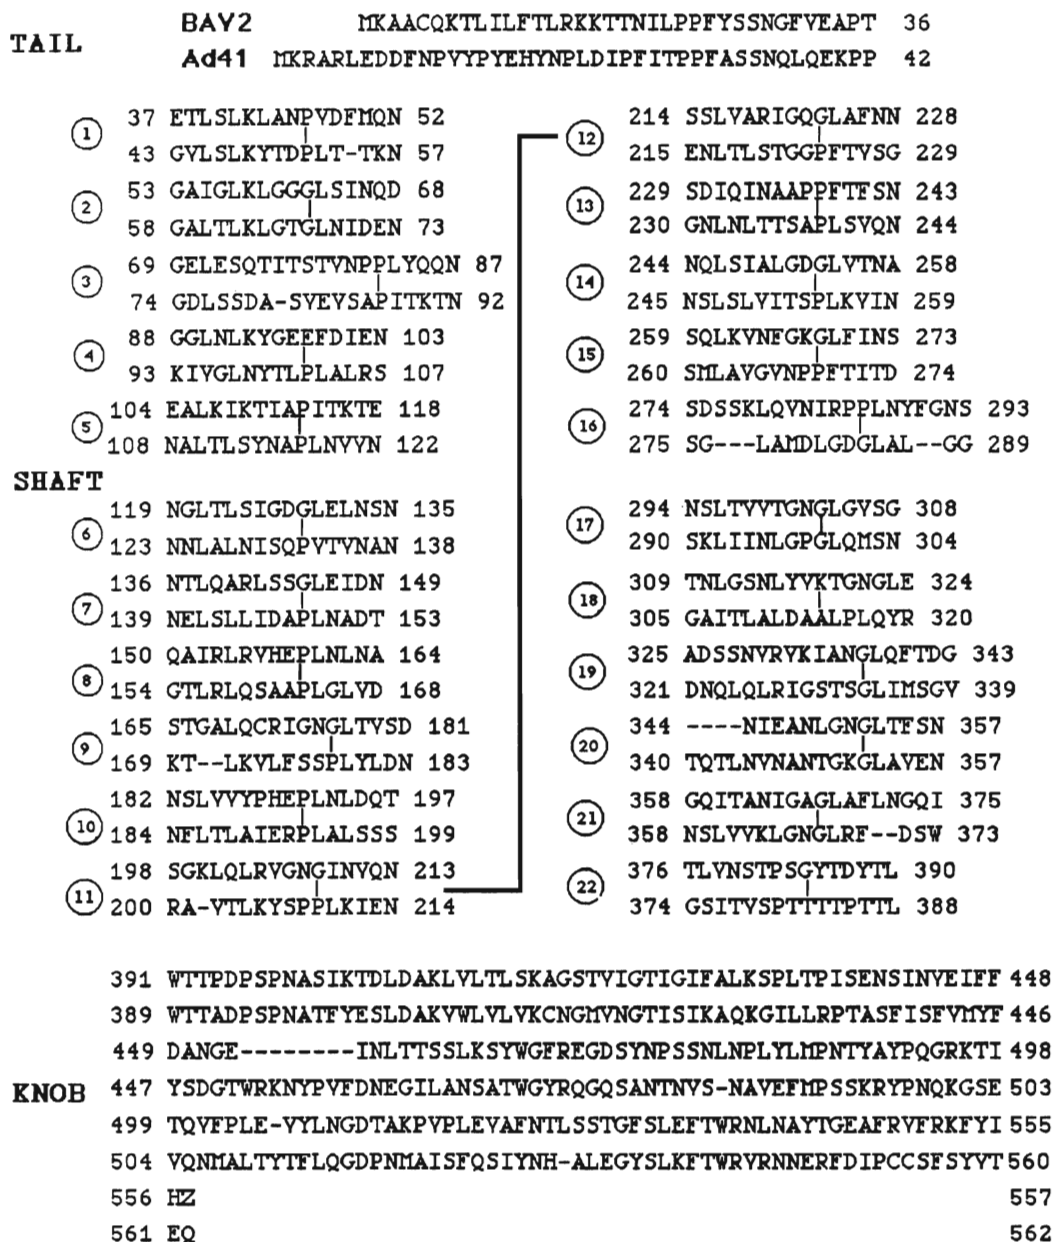 TAIL
BAY2 MKAACQKTLILFTLRKKTTNILPPFYSSNGFVEAPT 36
Ad41 MKRARLEDDFNPVYPYEHYNPLDIPFITPPFASSNQLQEKPP 42
1 37 ETLSLKLANPVDFMQN 52
43 GVLSLKYTDPLT-TKN 57
2 53 GAIGLKLGGGLSINQD 68
58 GALTLKLGTGLNIDEN 73
3 69 GELESQTITSTVNPPLYQQN 87
74 GDLSSDA-SVEVSAPITKTN 92
4 88 GGLNLKYGEEFDIEN 103
93 KIVGLNYTLPLALRS 107
5 104 EALKIKTIAPITKTE 118
108 NALTLSYNAPLNVVN 122
SHAFT
6 119 NGLTLSIGDGLELNSN 135
123 NNLALNISQPVTVNAN 138
7 136 NTLQARLSSGLEIDN 149
139 NELSLLIDAPLNADT 153
8 150 QAIRLRVHEPLNLNA 164
154 GTLRLQSAAPLGLVD 168
9 165 STGALQCRIGNGLTVSD 181
169 KT--LKVLFSSPLYLDN 183
10 182 NSLVVYPHEPLNLDQT 197
184 NFLTLAIERPLALSSS 199
11 198 SGKLQLRVGNGINVQN 213
200 RA-VTLKYSPPLKIEN 214
12 214 SSLVARIGQGLAFNN 228
215 ENLTLSTGGPFTVSG 229
13 229 SDIQINAAPPFTFSN 243
230 GNLNLTTSAPLSVQN 244
14 244 NQLSIALGDGLVTNA 258
245 NSLSLVITSPLKVIN 259
15 259 SQLKVNFGKGLFINS 273
260 SMLAVGVNPPFTITD 274
16 274 SDSSKLQVNIRPPLNYFGNS 293
275 SG---LAMDLGDGLAL--GG 289
17 294 NSLTVVTGNGLGVSG 308
290 SKLIINLGPGLQMSN 304
18 309 TNLGSNLYVKTGNGLE 324
305 GAITLALDAALPLQYR 320
19 325 ADSSNVRVKIANGLQFTDG 343
321 DNQLQLRIGSTSGLIMSGV 339
20 344 ----NIEANLGNGLTFSN 357
340 TQTLNVNANTGKGLAVEN 357
21 358 GQITANIGAGLAFLNGQI 375
358 NSLVVKLGNGLRF--DSW 373
22 376 TLVNSTPSGYTDYTL 390
374 GSITVSPTTTTPTTL 388
KNOB
391 WTTPDPSPNASIKTDLDAKLVLTLSKAGSTVIGTIGIFALKSPLTPISENSINVEIFF 448
389 WTTADPSPNATFYESLDAKVWLVLVKCNGMVNGTISIKAQKGILLRPTASFISFVMYF 446
449 DANGE--------INLTTSSLKSYWGFREGDSYNPSSNLNPLYLMPNTYAYPQGRKTI 498
447 YSDGTWRKNYPVFDNEGILANSATWGYRQGQSANTNVS-NAVEFMPSSKRYPNQKGSE 503
499 TQVFPLE-VYLNGDTAKPVPLEVAFNTLSSTGFSLEFTWRNLNAYTGEAFRVFRKFYI 555
504 VQNMALTYTFLQGDPNMAISFQSIYNH-ALEGYSLKFTWRVRNNERFDIPCCSFSYVT 560
556 HZ 557
561 EQ 562